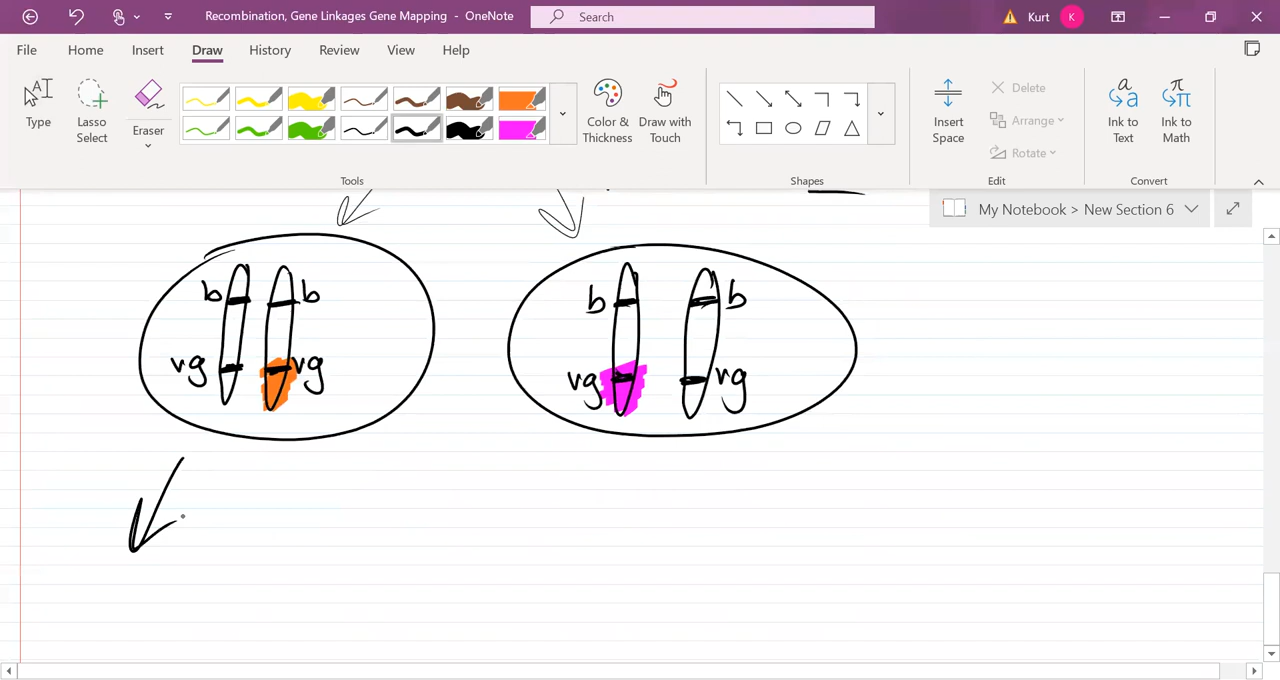 Recombination, Gene Linkages Gene Mapping - OneNote
Search
Kurt
K
File Home Insert Draw History Review View Help
Type
Lasso Select
Eraser
Color & Thickness
Draw with Touch
Insert Space
Delete
Arrange
Rotate
Ink to Text
Ink to Math
Tools
Shapes
Edit
Convert
My Notebook > New Section 6
b b b b
vg vg vg vg